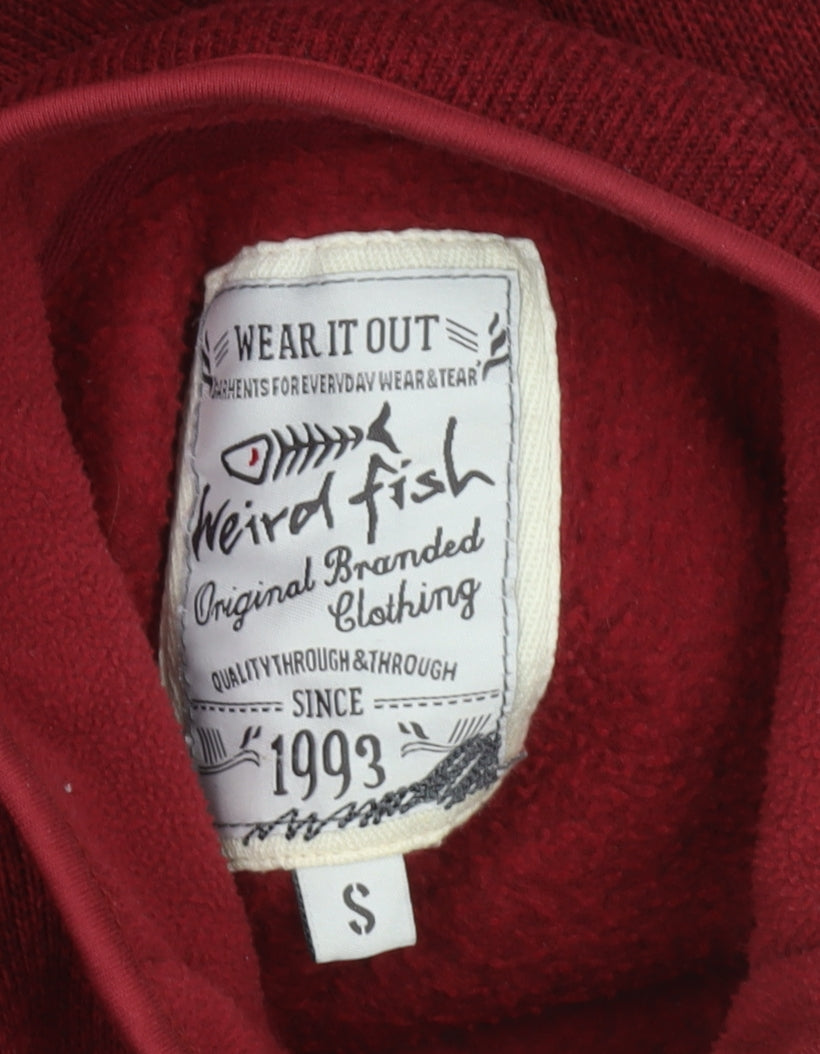 WEAR IT OUT
GARMENTS FOR EVERYDAY WEAR & TEAR
Weird fish
Original Branded
Clothing
QUALITY THROUGH & THROUGH
SINCE
1993
S